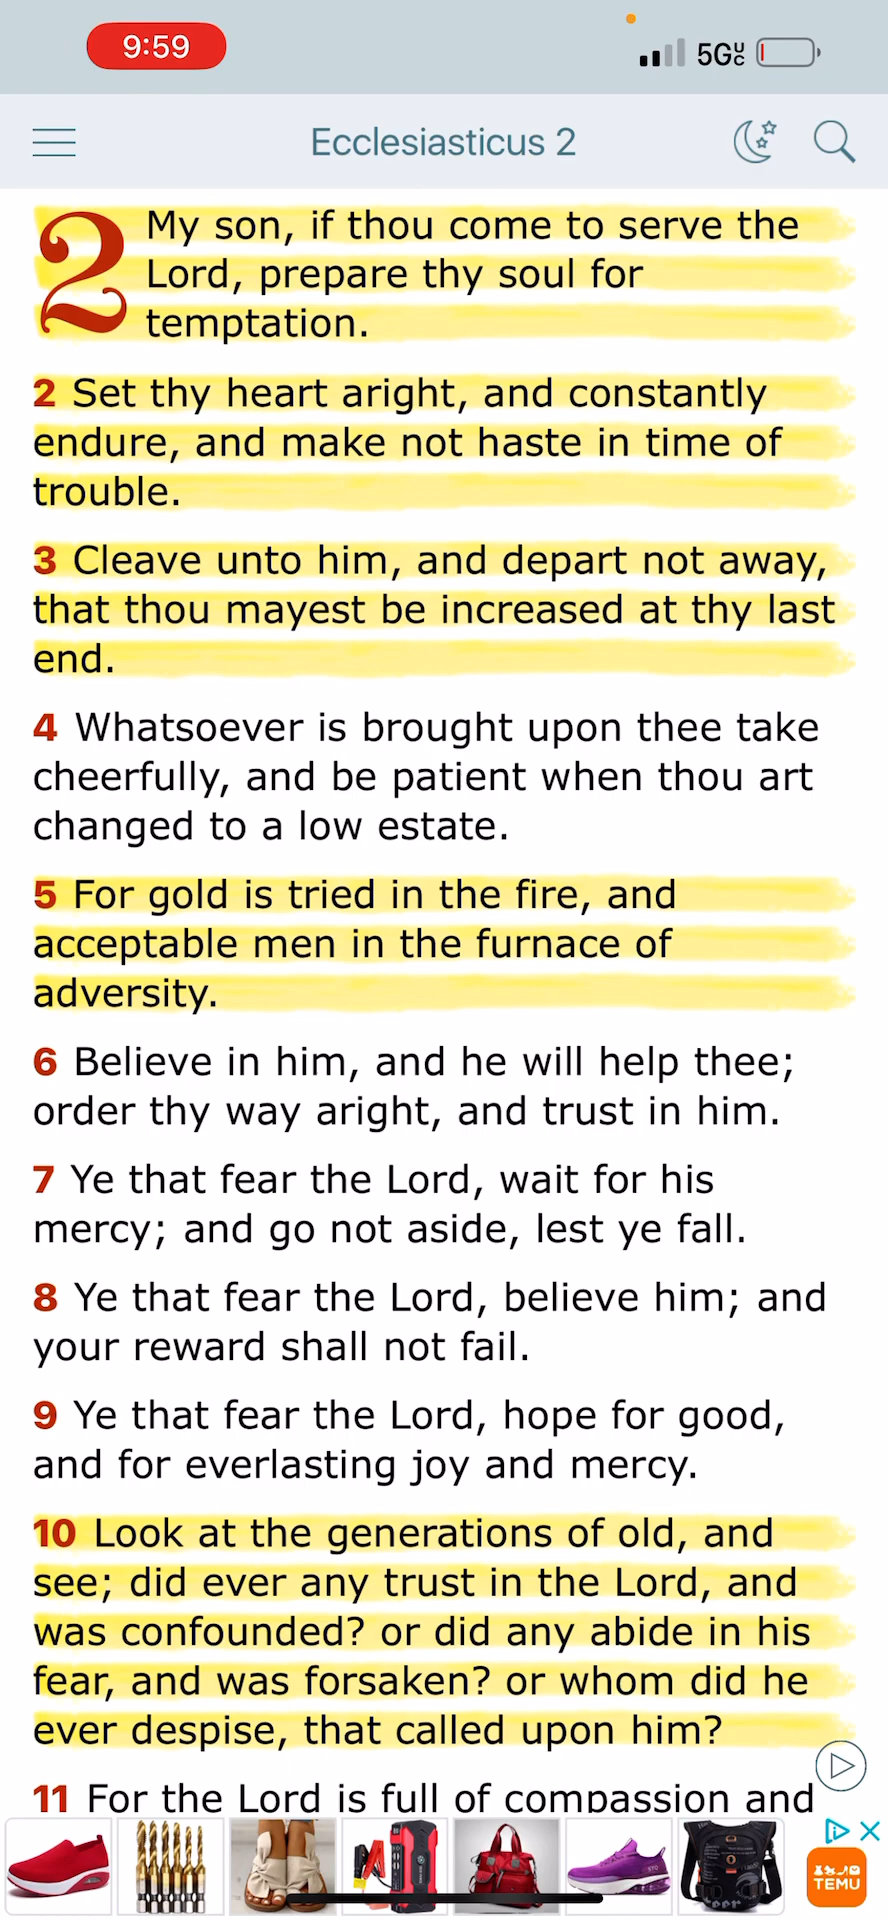 9:59
5G UC
Ecclesiasticus 2
2 My son, if thou come to serve the
Lord, prepare thy soul for
temptation.
2 Set thy heart aright, and constantly
endure, and make not haste in time of
trouble.
3 Cleave unto him, and depart not away,
that thou mayest be increased at thy last
end.
4 Whatsoever is brought upon thee take
cheerfully, and be patient when thou art
changed to a low estate.
5 For gold is tried in the fire, and
acceptable men in the furnace of
adversity.
6 Believe in him, and he will help thee;
order thy way aright, and trust in him.
7 Ye that fear the Lord, wait for his
mercy; and go not aside, lest ye fall.
8 Ye that fear the Lord, believe him; and
your reward shall not fail.
9 Ye that fear the Lord, hope for good,
and for everlasting joy and mercy.
10 Look at the generations of old, and
see; did ever any trust in the Lord, and
was confounded? or did any abide in his
fear, and was forsaken? or whom did he
ever despise, that called upon him?
11 For the Lord is full of compassion and
TEMU